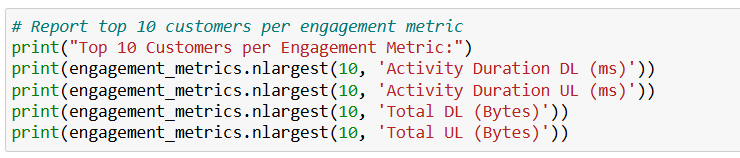 # Report top 10 customers per engagement metric
print("Top 10 Customers per Engagement Metric:")
print(engagement_metrics.nlargest(10, 'Activity Duration DL (ms)'))
print(engagement_metrics.nlargest(10, 'Activity Duration UL (ms)'))
print(engagement_metrics.nlargest(10, 'Total DL (Bytes)'))
print(engagement_metrics.nlargest(10, 'Total UL (Bytes)'))